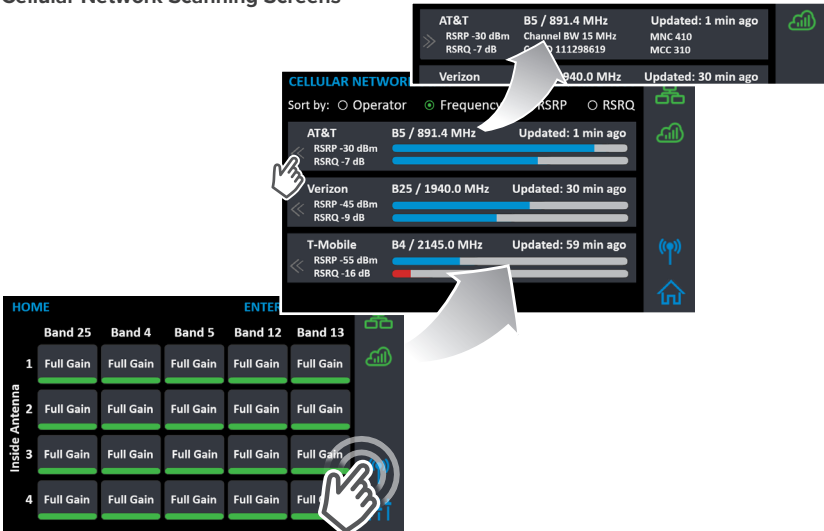 Cellular Network Scanning Screens
AT&T B5 / 891.4 MHz Updated: 1 min ago
RSRP -30 dBm Channel BW 15 MHz MNC 410
RSRQ -7 dB 111298619 MCC 310
Verizon 940.0 MHz Updated: 30 min ago
CELLULAR NETWOR
Sort by: Operator Frequency RSRP RSRQ
AT&T B5 / 891.4 MHz Updated: 1 min ago
RSRP -30 dBm
RSRQ -7 dB
Verizon B25 / 1940.0 MHz Updated: 30 min ago
RSRP -45 dBm
RSRQ -9 dB
T-Mobile B4 / 2145.0 MHz Updated: 59 min ago
RSRP -55 dBm
RSRQ -16 dB
HOME ENTER
Band 25 Band 4 Band 5 Band 12 Band 13
Inside Antenna
1 Full Gain Full Gain Full Gain Full Gain Full Gain
2 Full Gain Full Gain Full Gain Full Gain Full Gain
3 Full Gain Full Gain Full Gain Full Gain Full Gain
4 Full Gain Full Gain Full Gain Full Gain Full